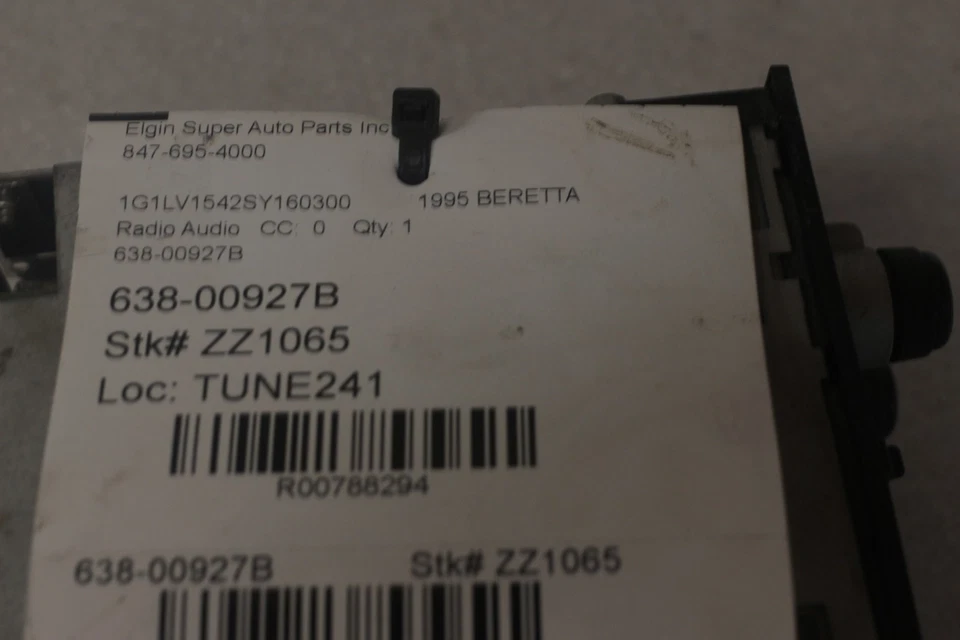 Elgin Super Auto Parts Inc
847-695-4000
1G1LV1542SY160300 1995 BERETTA
Radio Audio CC: 0 Qty: 1
638-00927B
638-00927B
Stk# ZZ1065
Loc: TUNE241
R00788294
638-00927B Stk# ZZ1065